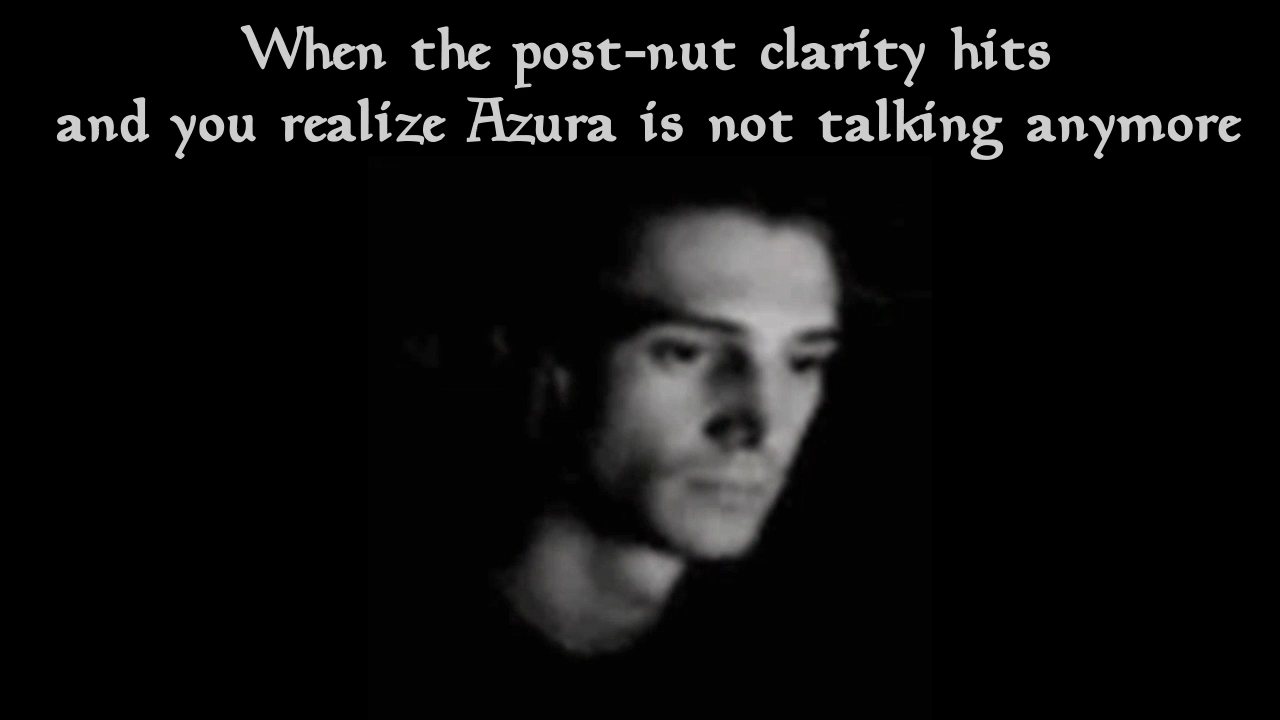 When the post-nut clarity hits
and you realize Azura is not talking anymore